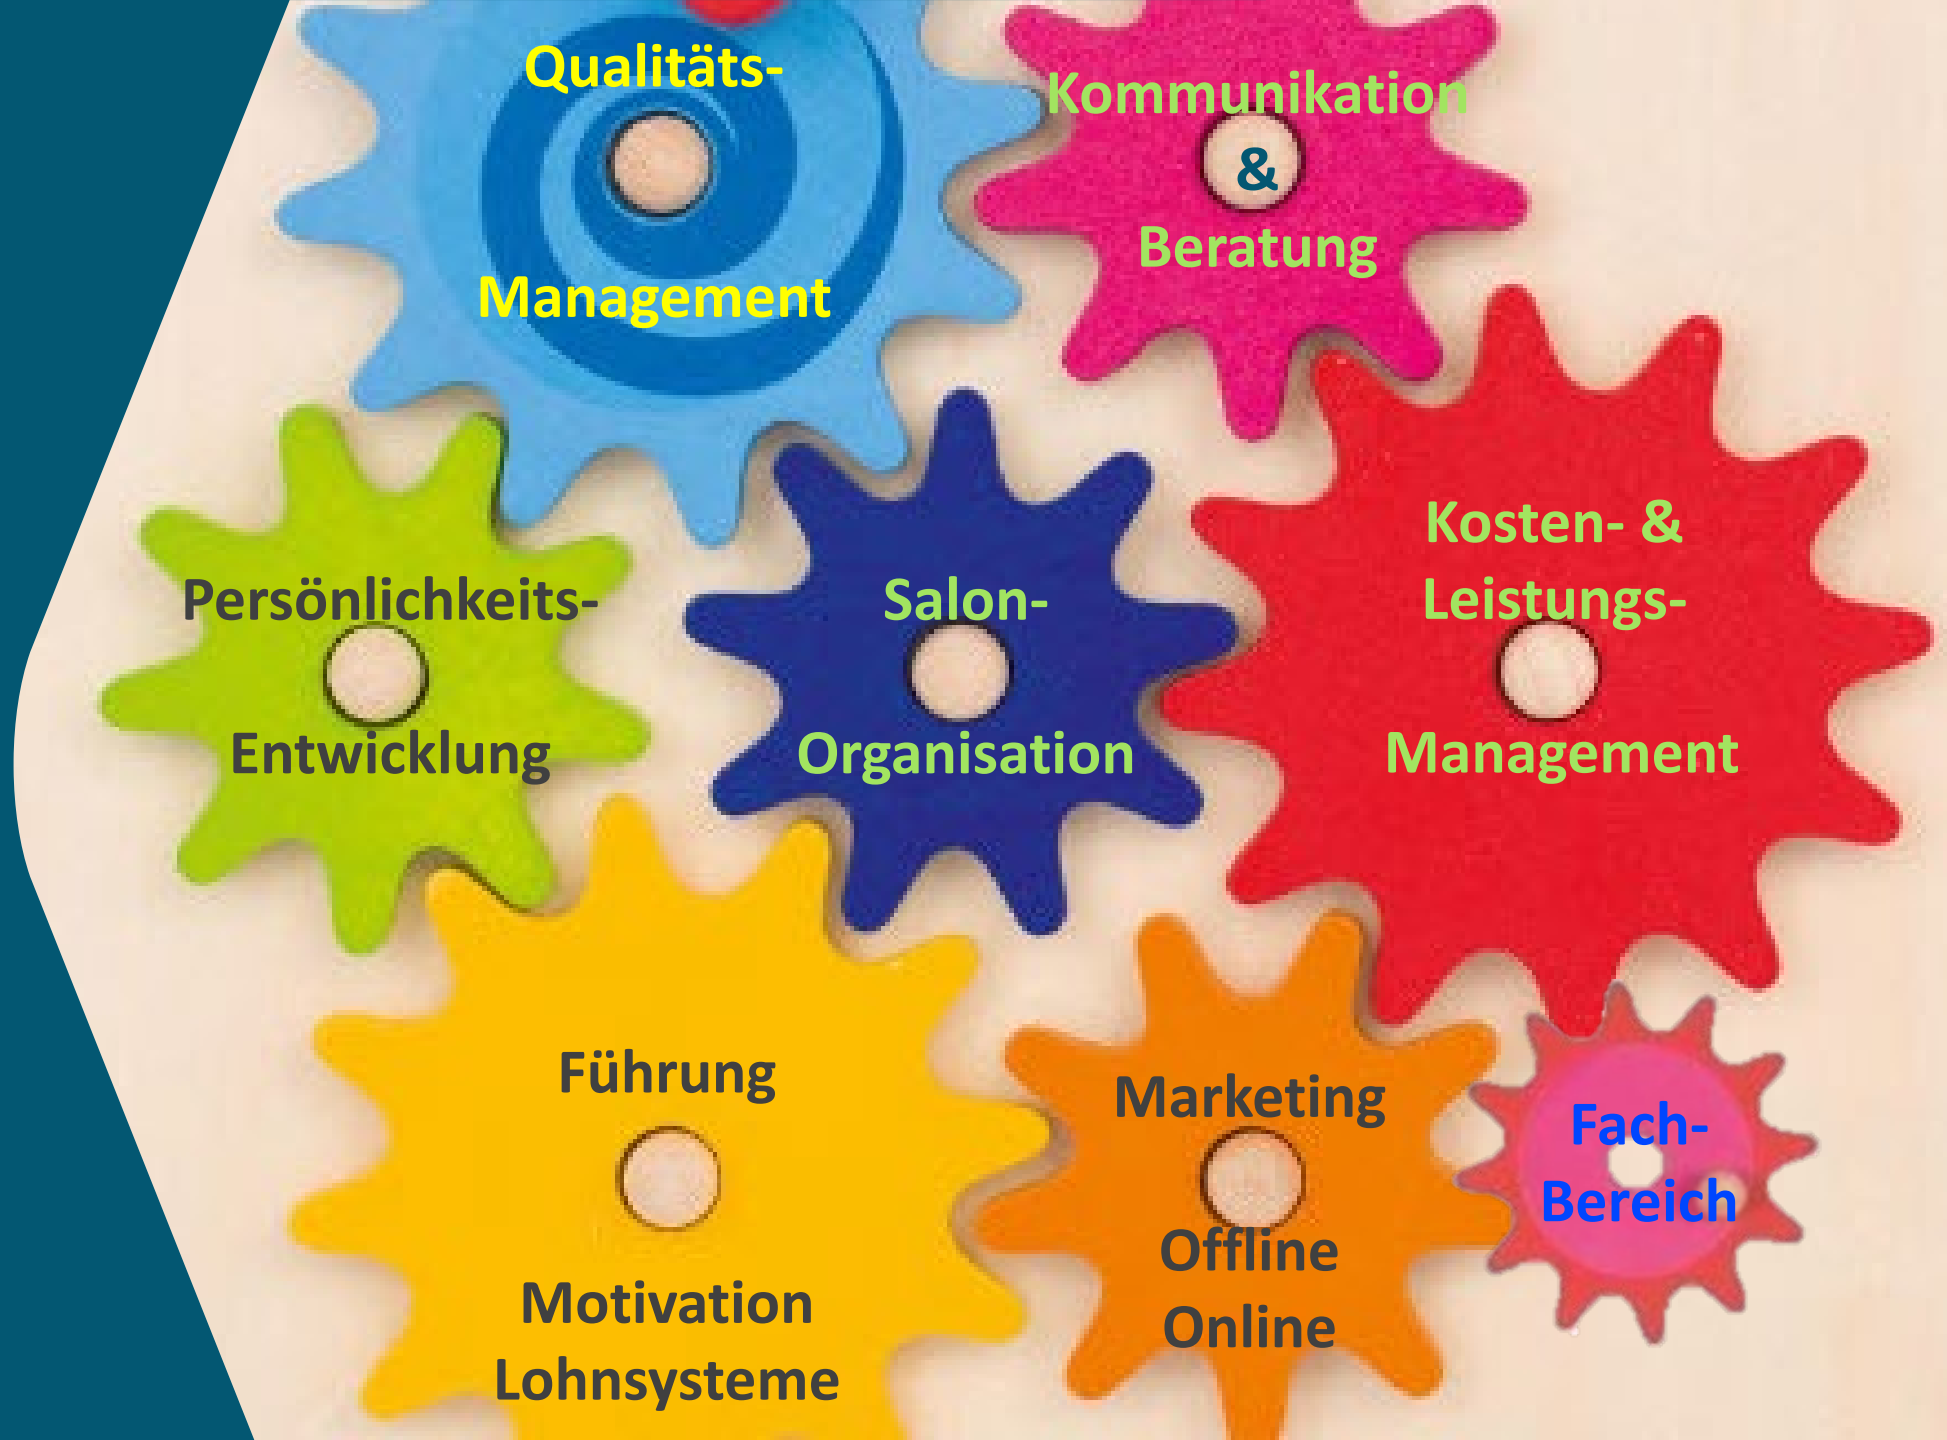 Qualitäts-
Management
Kommunikation
&
Beratung
Persönlichkeits-
Entwicklung
Salon-
Organisation
Kosten- &
Leistungs-
Management
Führung
Motivation
Lohnsysteme
Marketing
Offline
Online
Fach-
Bereich